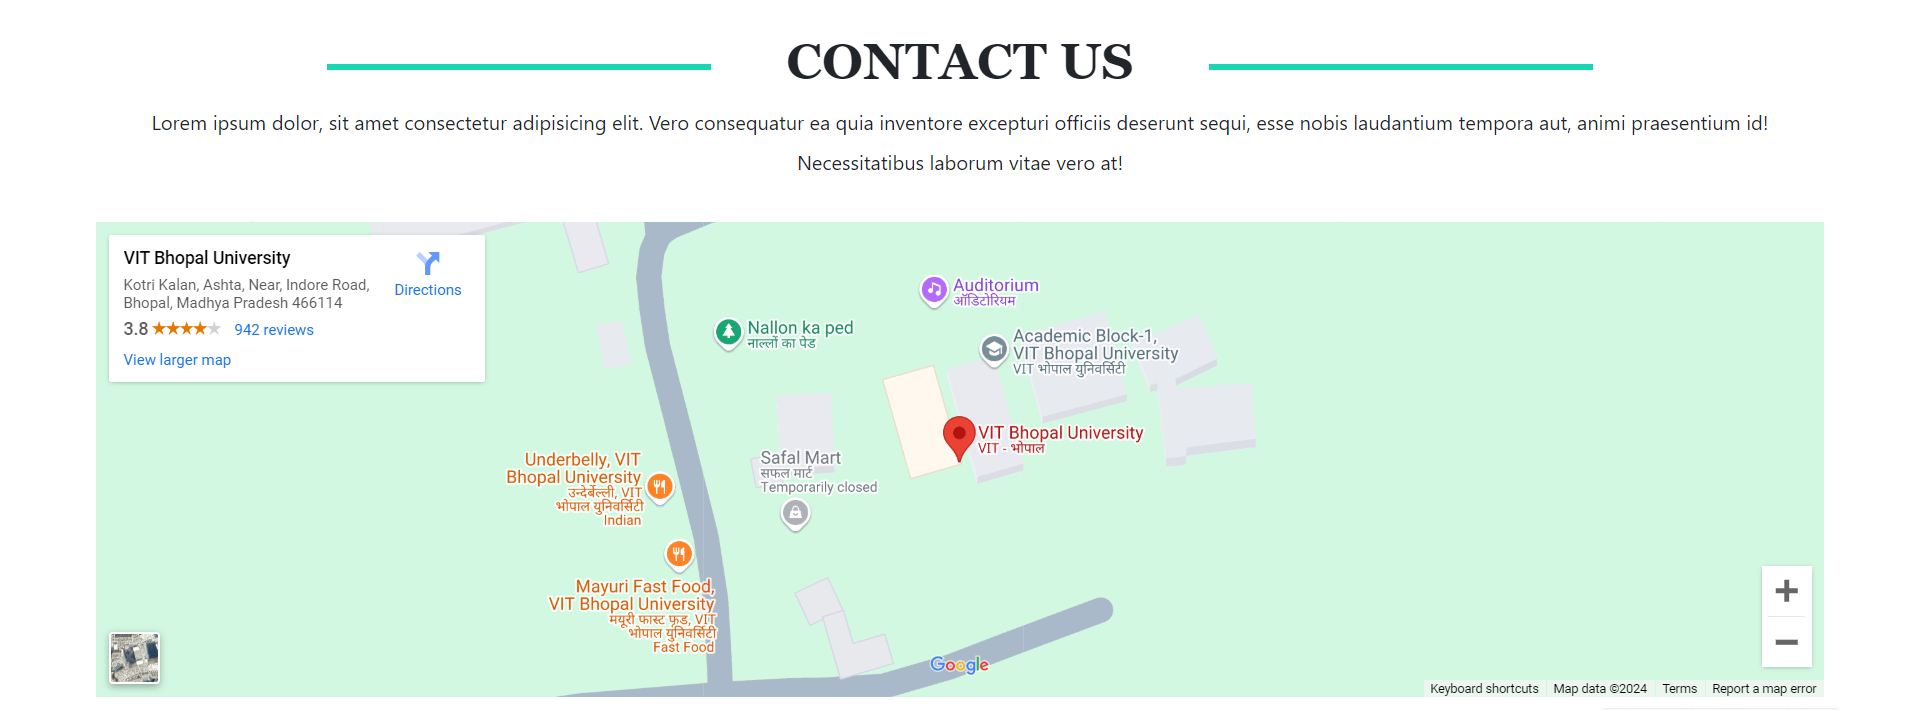 CONTACT US
Lorem ipsum dolor, sit amet consectetur adipisicing elit. Vero consequatur ea quia inventore excepturi officiis deserunt sequi, esse nobis laudantium tempora aut, animi praesentium id!
Necessitatibus laborum vitae vero at!
VIT Bhopal University
Kotri Kalan, Ashta, Near, Indore Road,
Bhopal, Madhya Pradesh 466114
Directions
3.8
942 reviews
View larger map
Auditorium
ऑडिटोरियम
Nallon ka ped
नाल्लों का पेड
Academic Block-1,
VIT Bhopal University
VIT भोपाल युनिवर्सिटी
VIT Bhopal University
VIT - भोपाल
Safal Mart
सफल मार्ट
Temporarily closed
Underbelly, VIT
Bhopal University
उन्देर्बेल्ली, VIT
भोपाल युनिवर्सिटी
Indian
Mayuri Fast Food,
VIT Bhopal University
मयूरी फास्ट फ़ूड, VIT
भोपाल युनिवर्सिटी
Fast Food
Google
Keyboard shortcuts
Map data ©2024
Terms
Report a map error